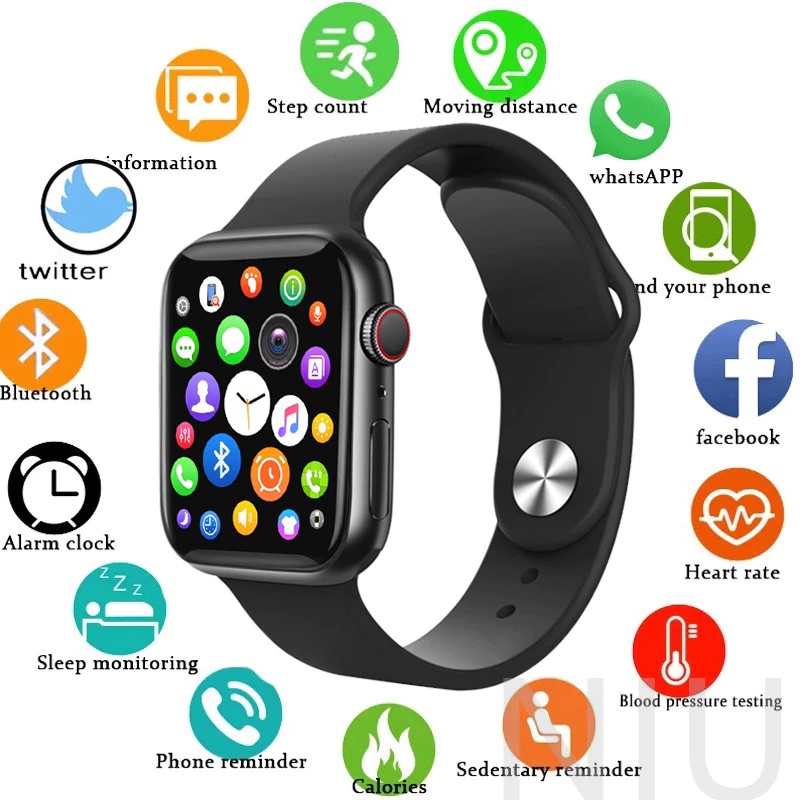 Step count
Moving distance
information
whatsAPP
twitter
nd your phone
Bluetooth
facebook
Alarm clock
Heart rate
Sleep monitoring
Blood pressure testing
Phone reminder
Sedentary reminder
Calories
NIU
f
A
z z z